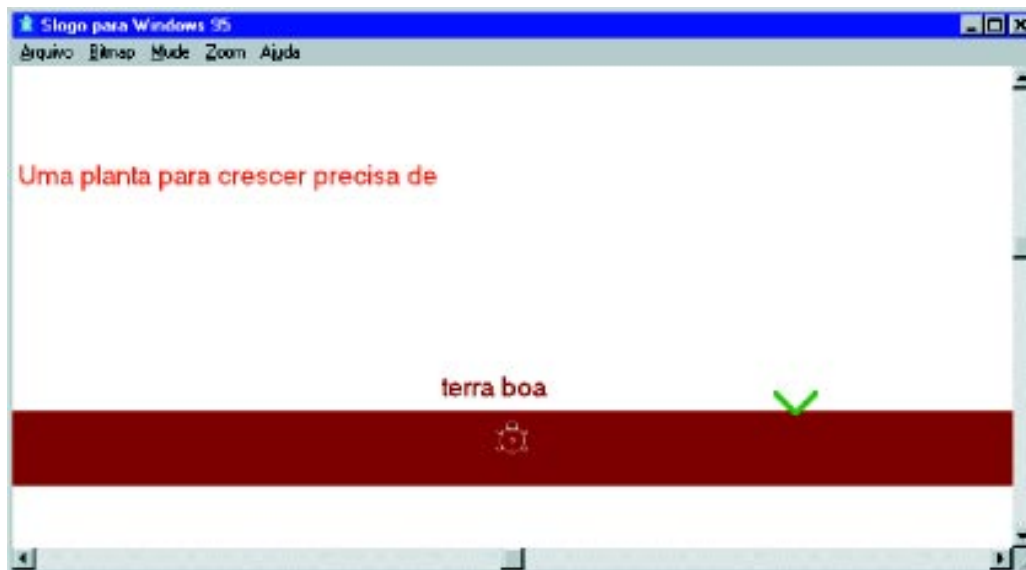 Slogo para Windows 95
Arquivo Bitmap Mude Zoom Ajuda
Uma planta para crescer precisa de
terra boa